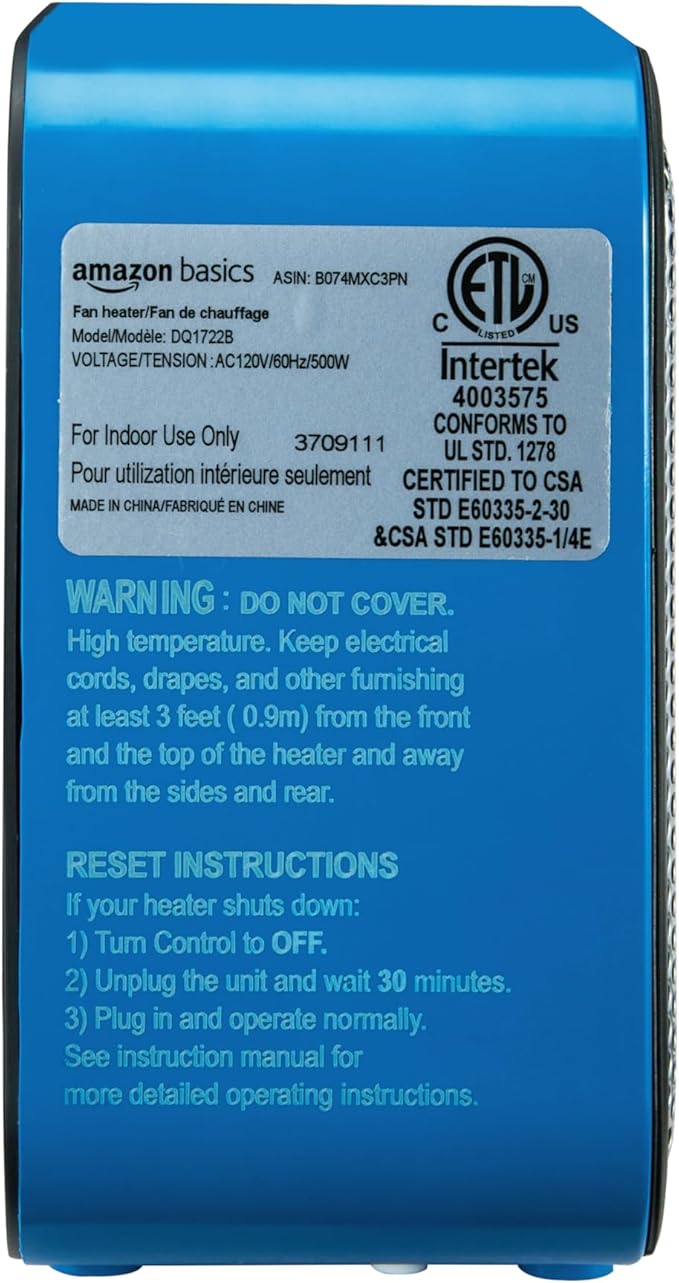 amazon basics ASIN: B074MXC3PN
Fan heater/Fan de chauffage
Model/Modèle: DQ1722B
VOLTAGE/TENSION : AC120V/60Hz/500W
For Indoor Use Only 3709111
Pour utilization intérieure seulement
MADE IN CHINA/FABRIQUÉ EN CHINE
ETL CM
C LISTED US
Intertek
4003575
CONFORMS TO
UL STD. 1278
CERTIFIED TO CSA
STD E60335-2-30
&CSA STD E60335-1/4E
WARNING : DO NOT COVER.
High temperature. Keep electrical
cords, drapes, and other furnishing
at least 3 feet ( 0.9m) from the front
and the top of the heater and away
from the sides and rear.
RESET INSTRUCTIONS
If your heater shuts down:
1) Turn Control to OFF.
2) Unplug the unit and wait 30 minutes.
3) Plug in and operate normally.
See instruction manual for
more detailed operating instructions.